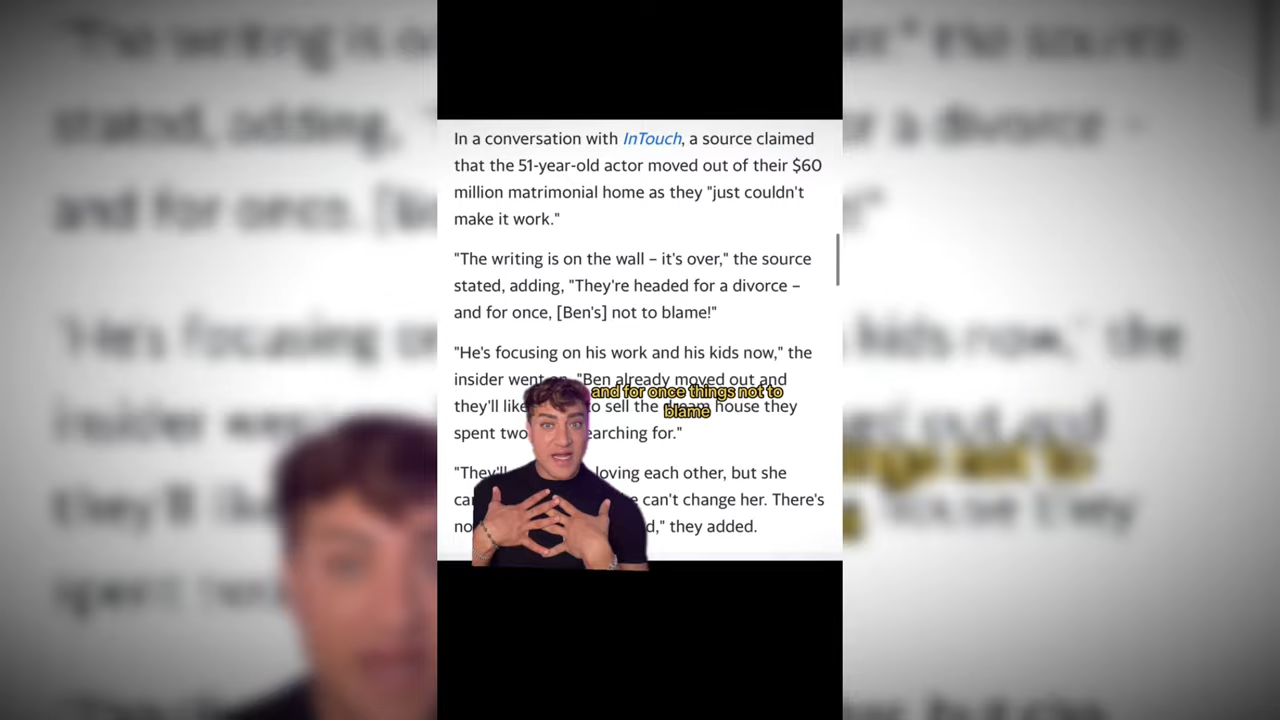 In a conversation with InTouch, a source claimed
that the 51-year-old actor moved out of their $60
million matrimonial home as they "just couldn't
make it work."
"The writing is on the wall – it's over," the source
stated, adding, "They're headed for a divorce –
and for once, [Ben's] not to blame!"
"He's focusing on his work and his kids now," the
insider went "Ben already moved out and
they'll to sell the dream house they
spent two for."
loving each other, but she
can't change her. There's
they added.
and for once things not to
blame